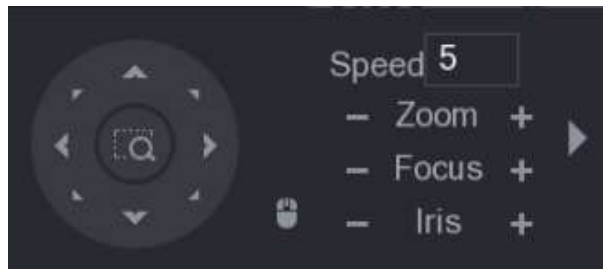 Speed 5
- Zoom +
- Focus +
- Iris +